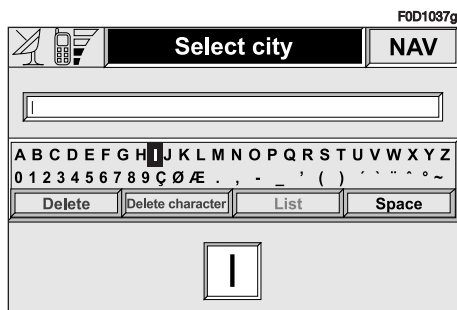 F0D1037g
Select city NAV
I
A B C D E F G H I J K L M N O P Q R S T U V W X Y Z
0 1 2 3 4 5 6 7 8 9 Ç Ø Æ . , - _ ' ( ) ´ ` ¨ ^ ° ~
Delete Delete character List Space
I